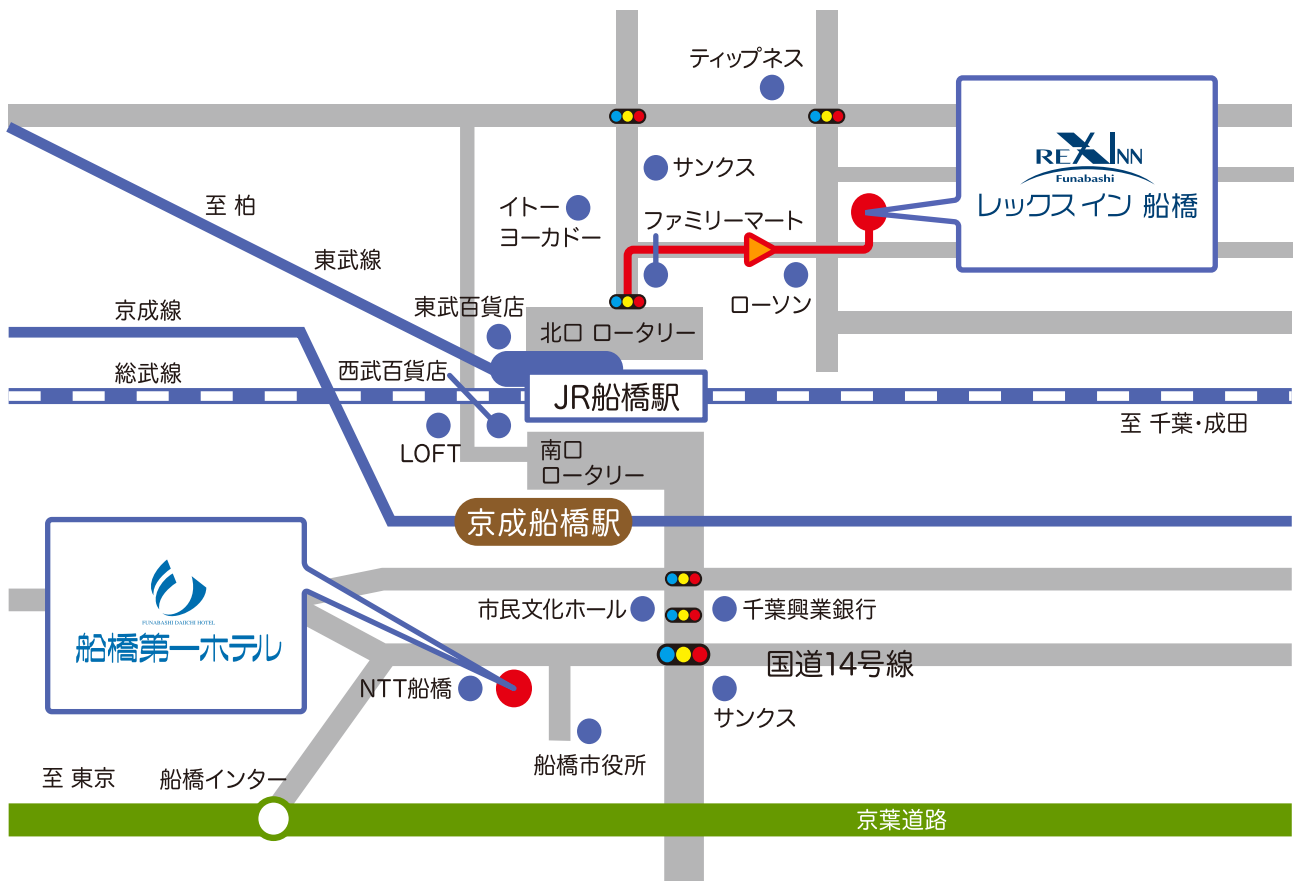 ティップネス
REX INN
Funabashi
レックスイン 船橋
サンクス
至 柏
イトー
ヨーカドー
ファミリーマート
東武線
ローソン
京成線
東武百貨店
北口 ロータリー
総武線
西武百貨店
JR船橋駅
至 千葉・成田
LOFT
南口
ロータリー
京成船橋駅
FUNABASHI DAIICHI HOTEL
船橋第一ホテル
市民文化ホール
千葉興業銀行
国道14号線
NTT船橋
サンクス
船橋市役所
至 東京
船橋インター
京葉道路